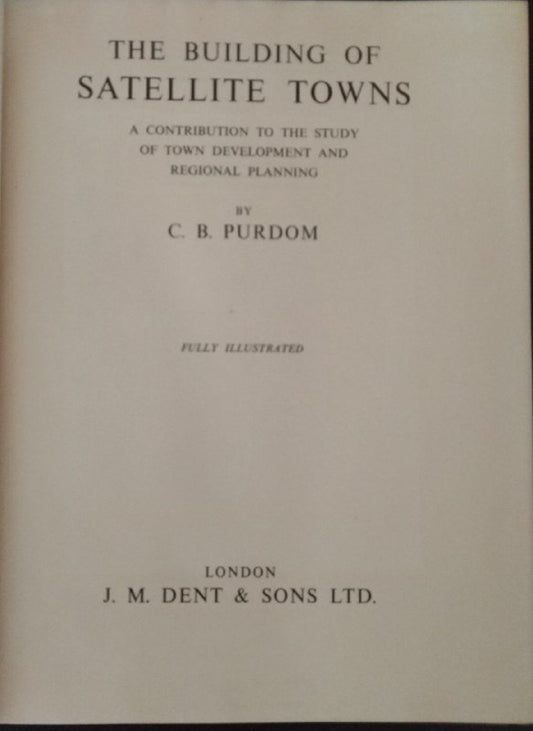 THE BUILDING OF
SATELLITE TOWNS
A CONTRIBUTION TO THE STUDY
OF TOWN DEVELOPMENT AND
REGIONAL PLANNING
BY
C. B. PURDOM
FULLY ILLUSTRATED
LONDON
J. M. DENT & SONS LTD.